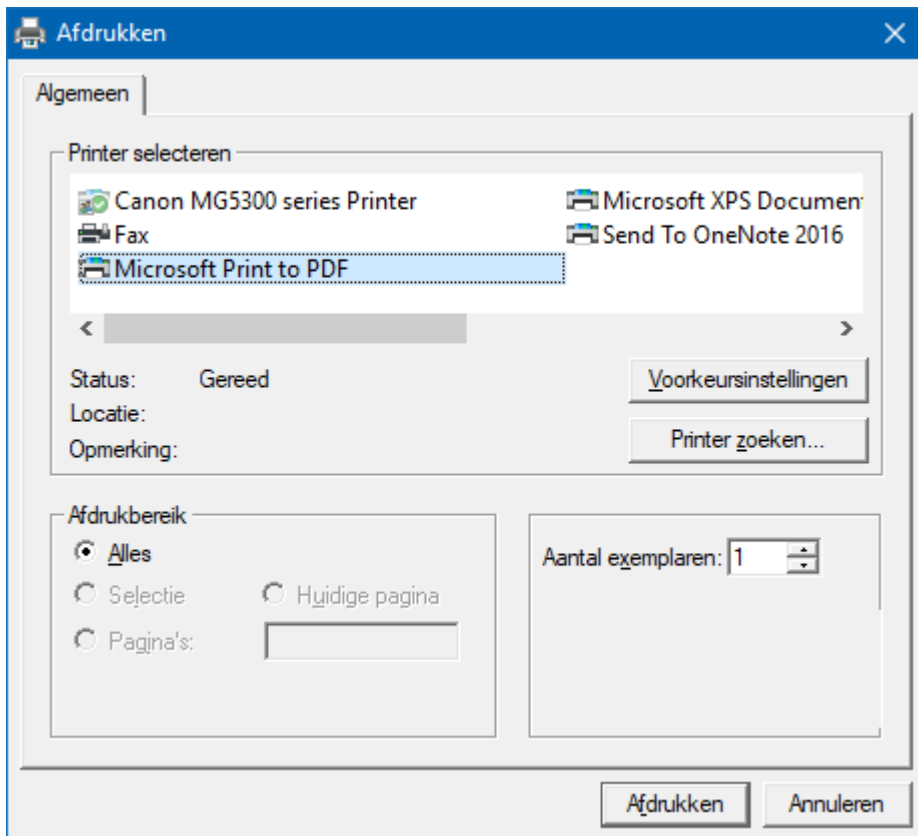 Afdrukken
Algemeen
Printer selecteren
Canon MG5300 series Printer
Fax
Microsoft Print to PDF
Microsoft XPS Documen
Send To OneNote 2016
Status: Gereed
Locatie:
Opmerking:
Voorkeursinstellingen
Printer zoeken...
Afdrukbereik
Alles
Selectie
Huidige pagina
Pagina's:
Aantal exemplaren: 1
Afdrukken
Annuleren